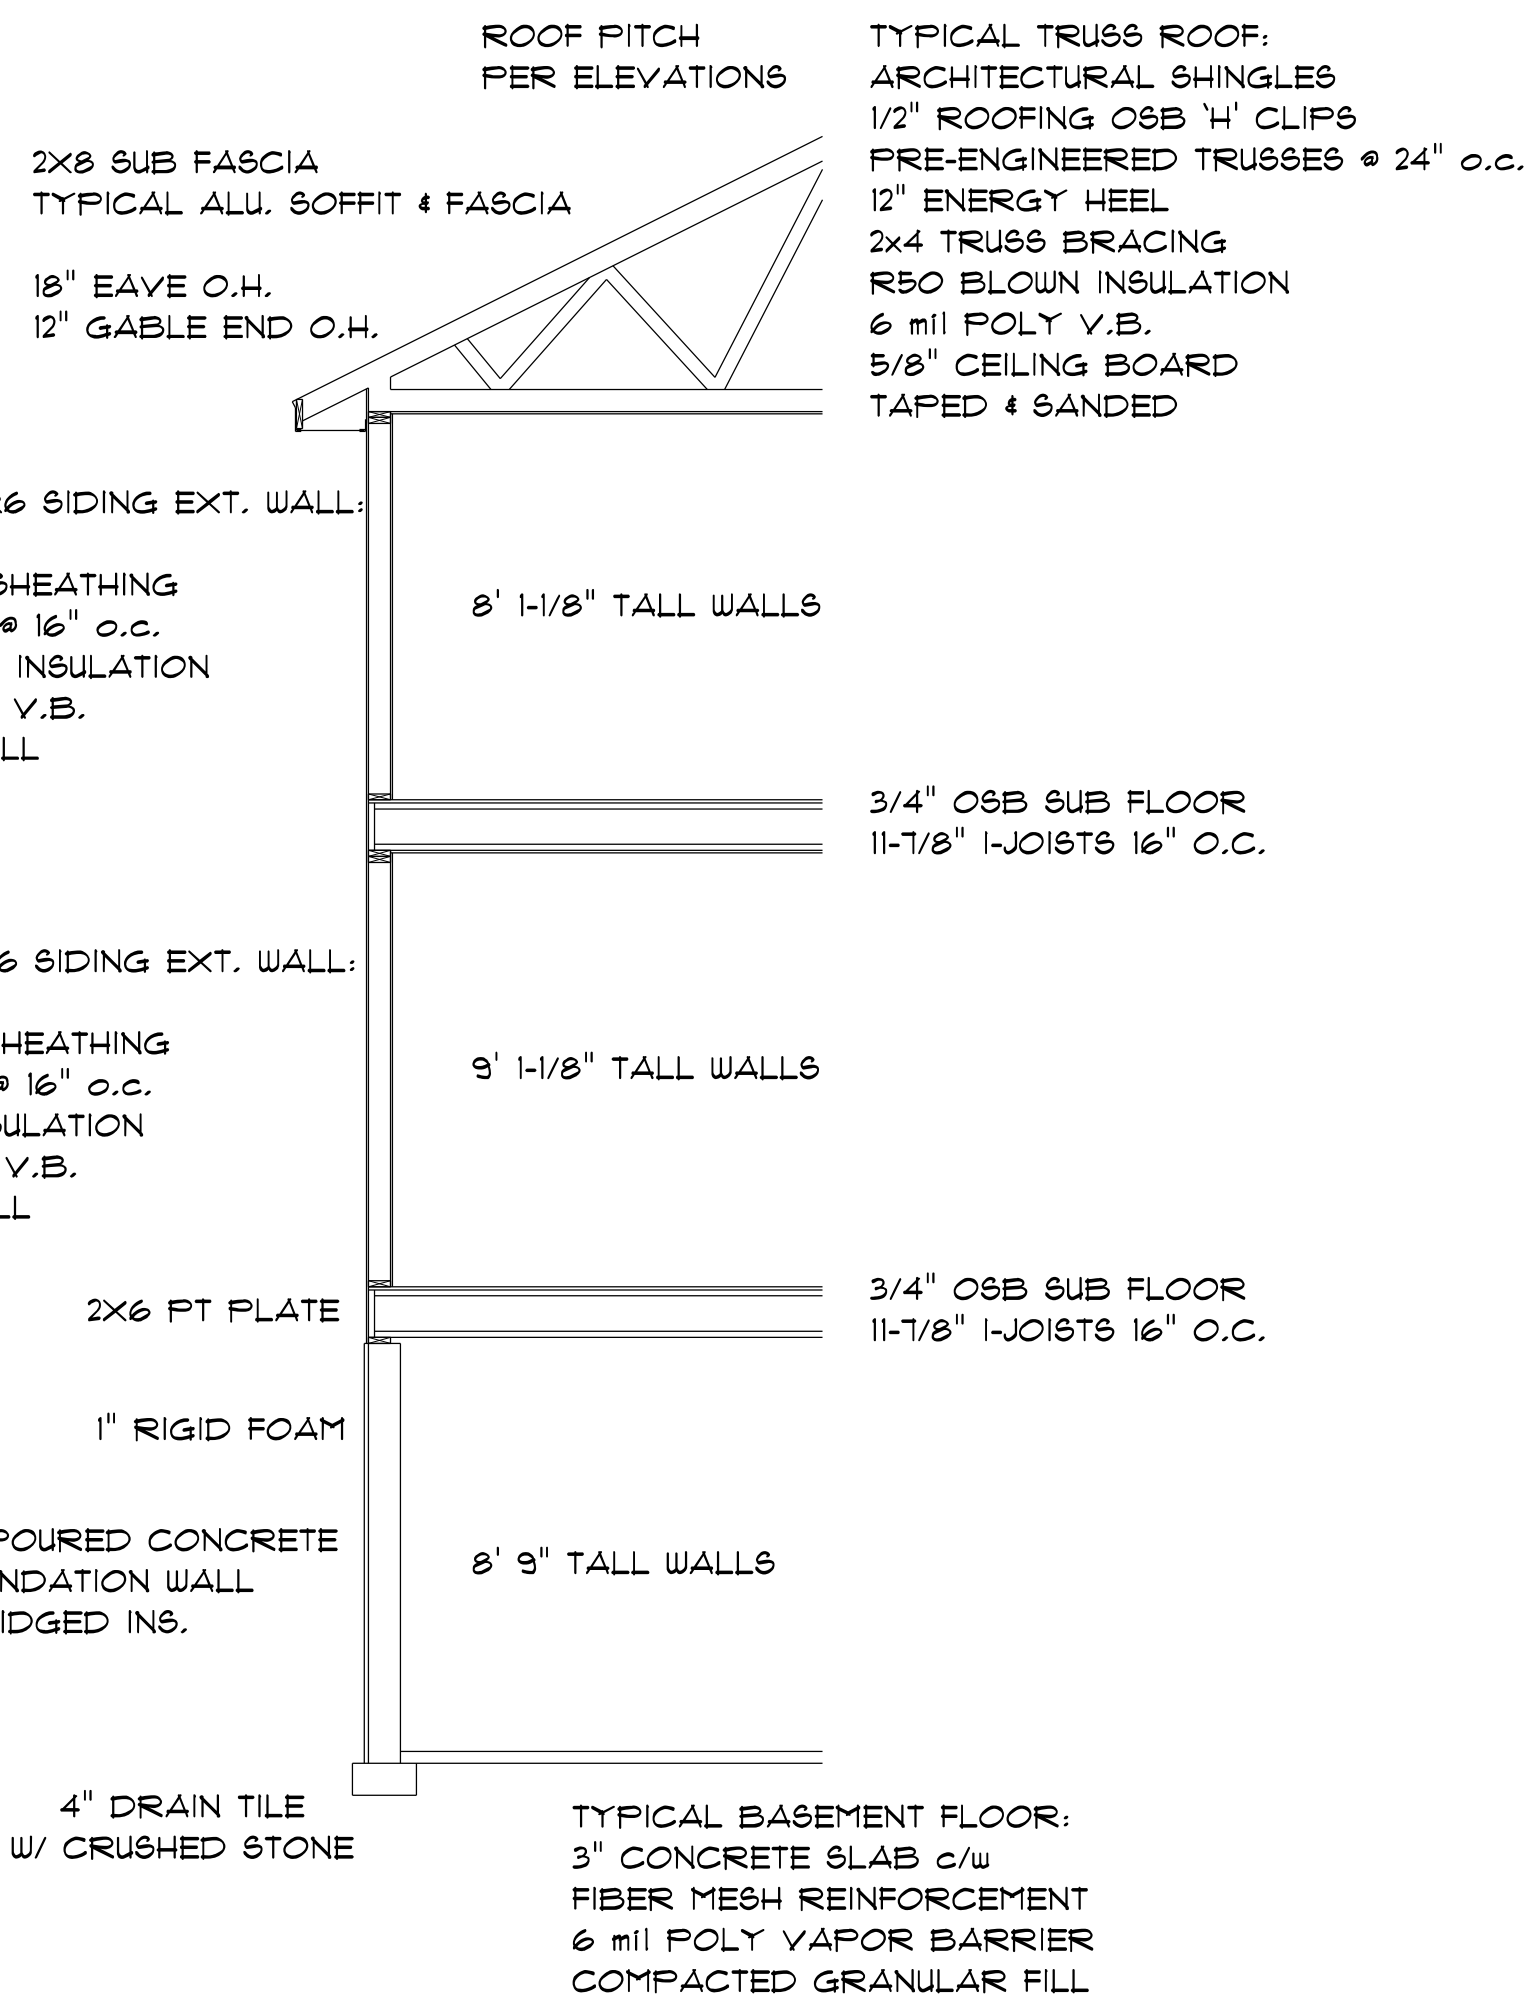 ROOF PITCH
PER ELEVATIONS
TYPICAL TRUSS ROOF:
ARCHITECTURAL SHINGLES
1/2" ROOFING OSB 'H' CLIPS
PRE-ENGINEERED TRUSSES @ 24" o.c.
12" ENERGY HEEL
2x4 TRUSS BRACING
R50 BLOWN INSULATION
6 mil POLY V.B.
5/8" CEILING BOARD
TAPED & SANDED
2X8 SUB FASCIA
TYPICAL ALU. SOFFIT & FASCIA
18" EAVE O.H.
12" GABLE END O.H.
6 SIDING EXT. WALL:
SHEATHING
@ 16" o.c.
INSULATION
V.B.
LL
8' 1-1/8" TALL WALLS
3/4" OSB SUB FLOOR
11-7/8" I-JOISTS 16" O.C.
6 SIDING EXT. WALL:
HEATHING
@ 16" o.c.
ULATION
V.B.
LL
9' 1-1/8" TALL WALLS
3/4" OSB SUB FLOOR
11-7/8" I-JOISTS 16" O.C.
2X6 PT PLATE
1" RIGID FOAM
POURED CONCRETE
NDATION WALL
IDGED INS.
8' 9" TALL WALLS
4" DRAIN TILE
W/ CRUSHED STONE
TYPICAL BASEMENT FLOOR:
3" CONCRETE SLAB c/w
FIBER MESH REINFORCEMENT
6 mil POLY VAPOR BARRIER
COMPACTED GRANULAR FILL